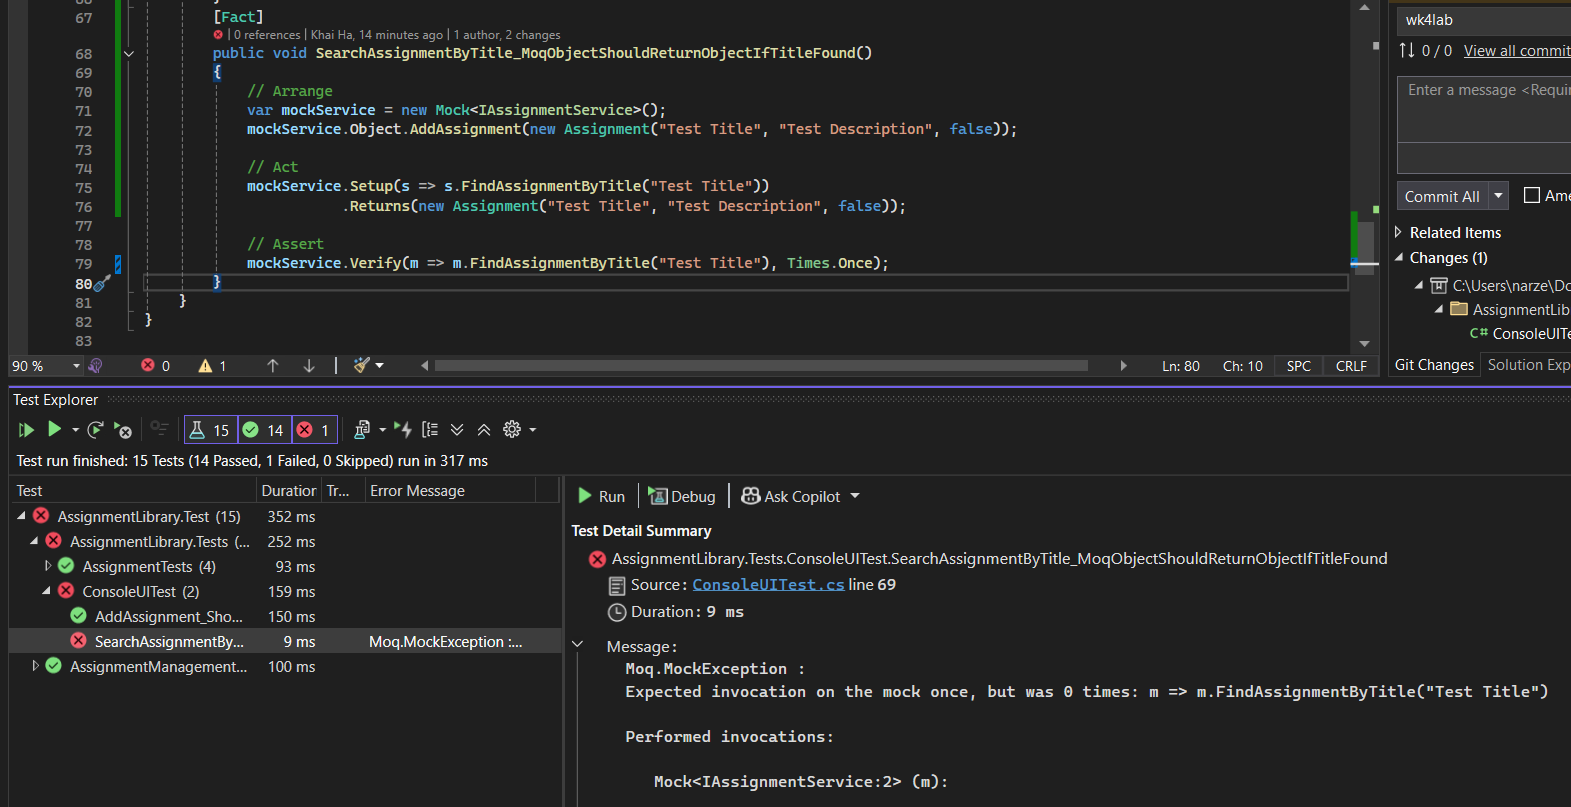 66
67 [Fact]
0 references | Khai Ha, 14 minutes ago | 1 author, 2 changes
68 public void SearchAssignmentByTitle_MoqObjectShouldReturnObjectIfTitleFound()
69 {
70 // Arrange
71 var mockService = new Mock<IAssignmentService>();
72 mockService.Object.AddAssignment(new Assignment("Test Title", "Test Description", false));
73
74 // Act
75 mockService.Setup(s => s.FindAssignmentByTitle("Test Title"))
76 .Returns(new Assignment("Test Title", "Test Description", false));
77
78 // Assert
79 mockService.Verify(m => m.FindAssignmentByTitle("Test Title"), Times.Once);
80 }
81 }
82 }
83
90 % 0 1 Ln: 80 Ch: 10 SPC CRLF
wk4lab
0 / 0 View all commit
Enter a message <Requir
Commit All Ame
Related Items
Changes (1)
C:\Users\narze\Do
AssignmentLib
C# ConsoleUITe
Git Changes Solution Exp
Test Explorer
15 14 1
Test run finished: 15 Tests (14 Passed, 1 Failed, 0 Skipped) run in 317 ms
Test Duration Tr... Error Message
AssignmentLibrary.Test (15) 352 ms
AssignmentLibrary.Tests (... 252 ms
AssignmentTests (4) 93 ms
ConsoleUITest (2) 159 ms
AddAssignment_Sho... 150 ms
SearchAssignmentBy... 9 ms Moq.MockException :...
AssignmentManagement... 100 ms
Run Debug Ask Copilot
Test Detail Summary
AssignmentLibrary.Tests.ConsoleUITest.SearchAssignmentByTitle_MoqObjectShouldReturnObjectIfTitleFound
Source: ConsoleUITest.cs line 69
Duration: 9 ms
Message:
Moq.MockException :
Expected invocation on the mock once, but was 0 times: m => m.FindAssignmentByTitle("Test Title")
Performed invocations:
Mock<IAssignmentService:2> (m):